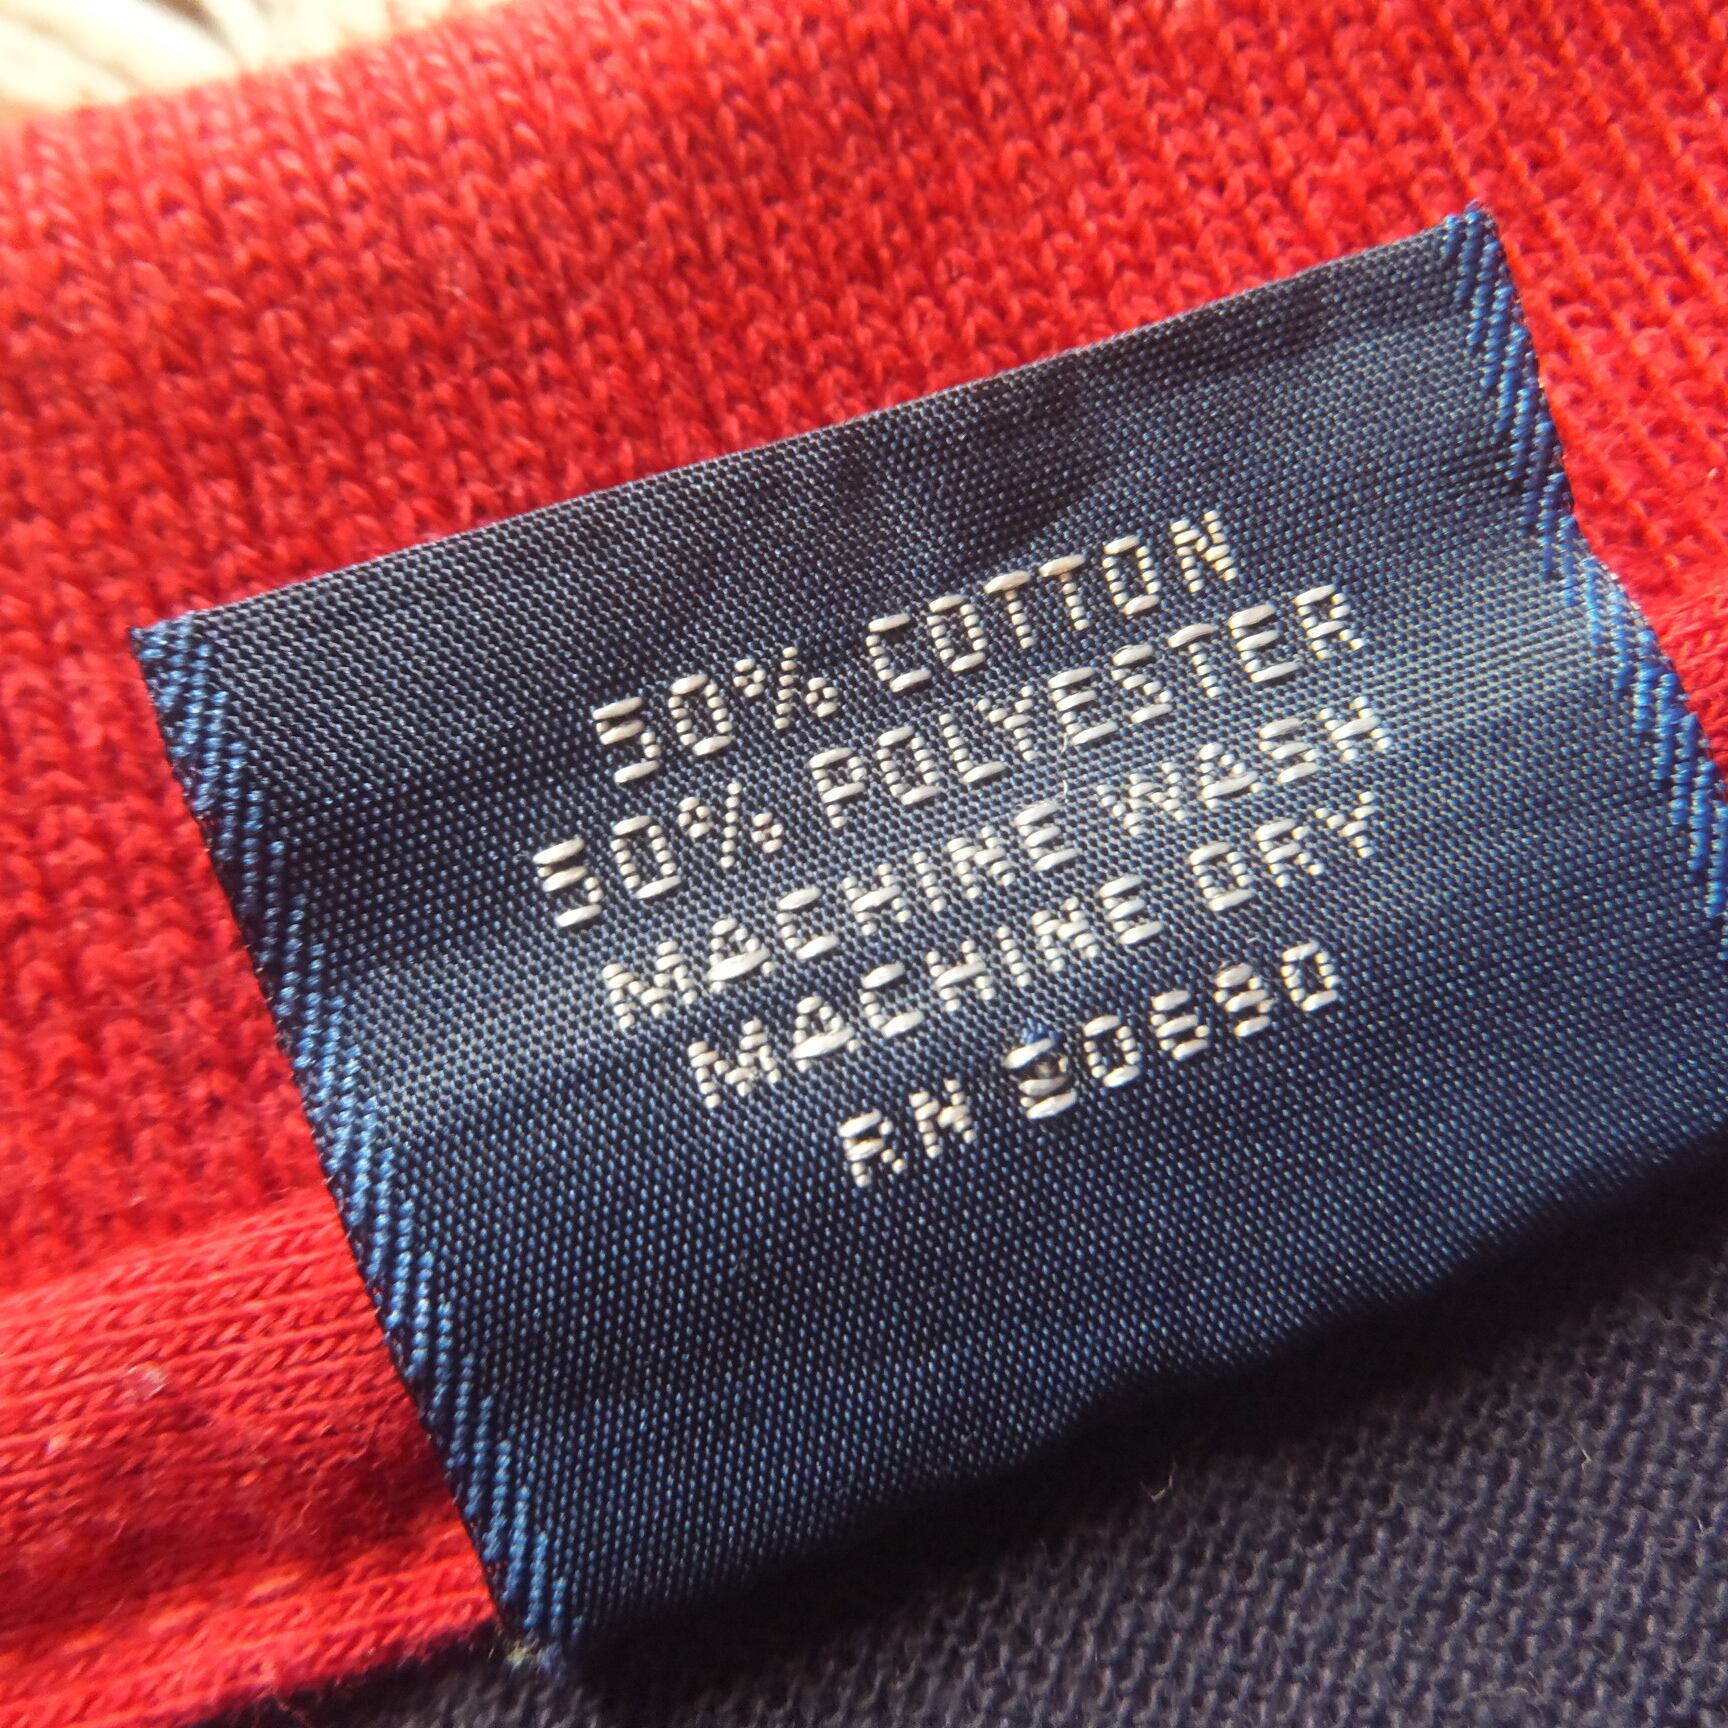 50% COTTON
50% POLYESTER
MACHINE WASH
MACHINE DRY
RN